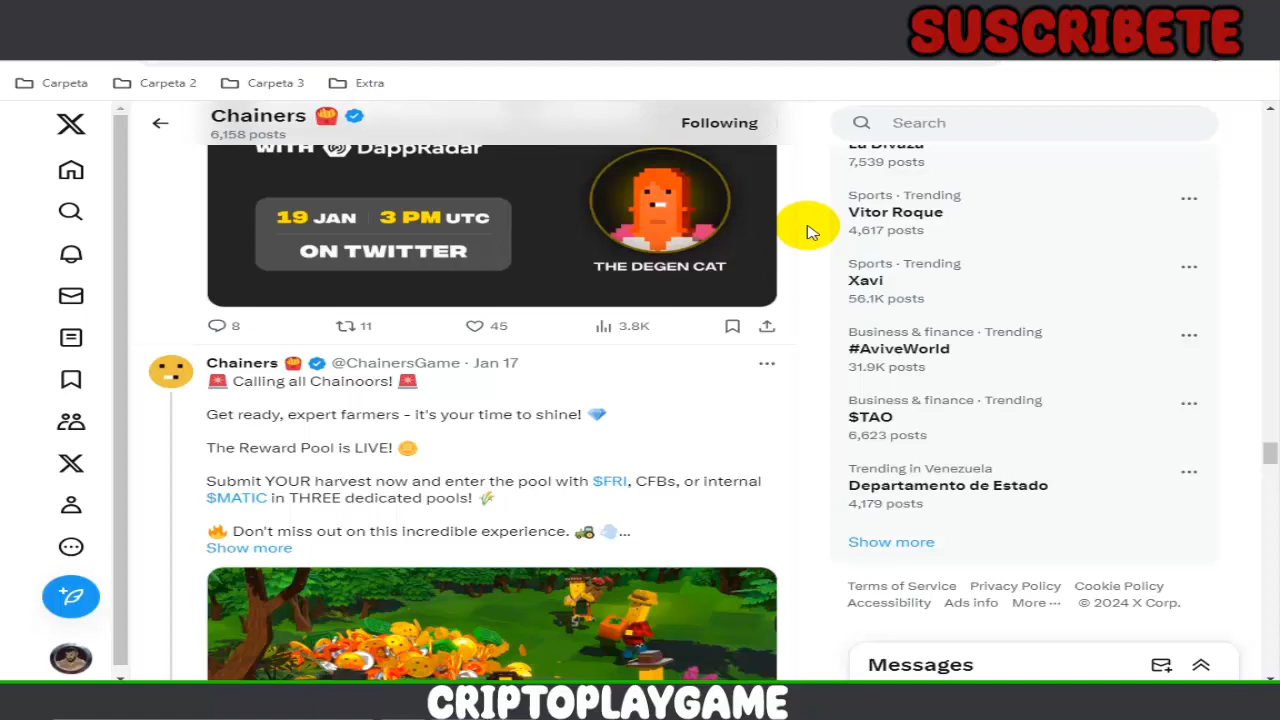 SUSCRIBETE
Carpeta
Carpeta 2
Carpeta 3
Extra
Chainers
6,158 posts
Following
WITH DappRadar
19 JAN | 3 PM UTC
ON TWITTER
THE DEGEN CAT
8
11
45
3.8K
Chainers @ChainersGame · Jan 17
Calling all Chainoors!
Get ready, expert farmers - it's your time to shine!
The Reward Pool is LIVE!
Submit YOUR harvest now and enter the pool with $FRI, CFBs, or internal
$MATIC in THREE dedicated pools!
Don't miss out on this incredible experience. ...
Show more
Search
La Divaza
7,539 posts
Sports · Trending
Vitor Roque
4,617 posts
Sports · Trending
Xavi
56.1K posts
Business & finance · Trending
#AviveWorld
31.9K posts
Business & finance · Trending
$TAO
6,623 posts
Trending in Venezuela
Departamento de Estado
4,179 posts
Show more
Terms of Service Privacy Policy Cookie Policy
Accessibility Ads info More ··· © 2024 X Corp.
Messages
CRIPTOPLAYGAME